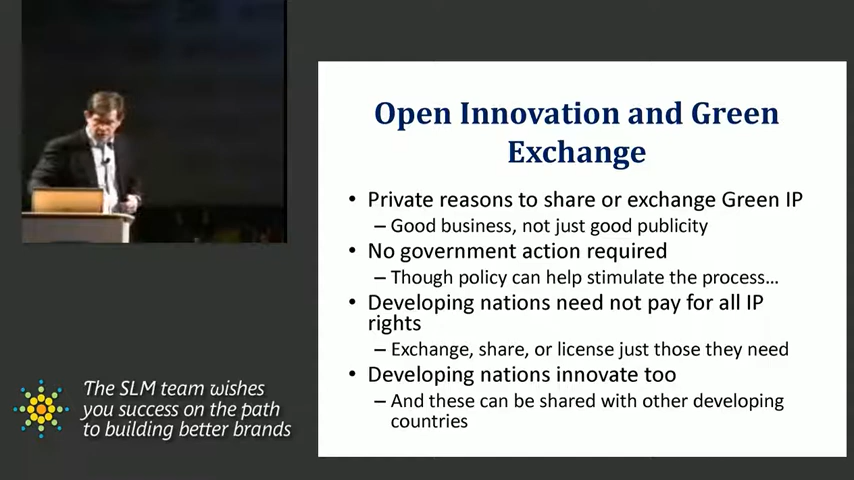 Open Innovation and Green
Exchange
• Private reasons to share or exchange Green IP
– Good business, not just good publicity
• No government action required
– Though policy can help stimulate the process…
• Developing nations need not pay for all IP
rights
– Exchange, share, or license just those they need
• Developing nations innovate too
– And these can be shared with other developing
countries
The SLM team wishes
you success on the path
to building better brands